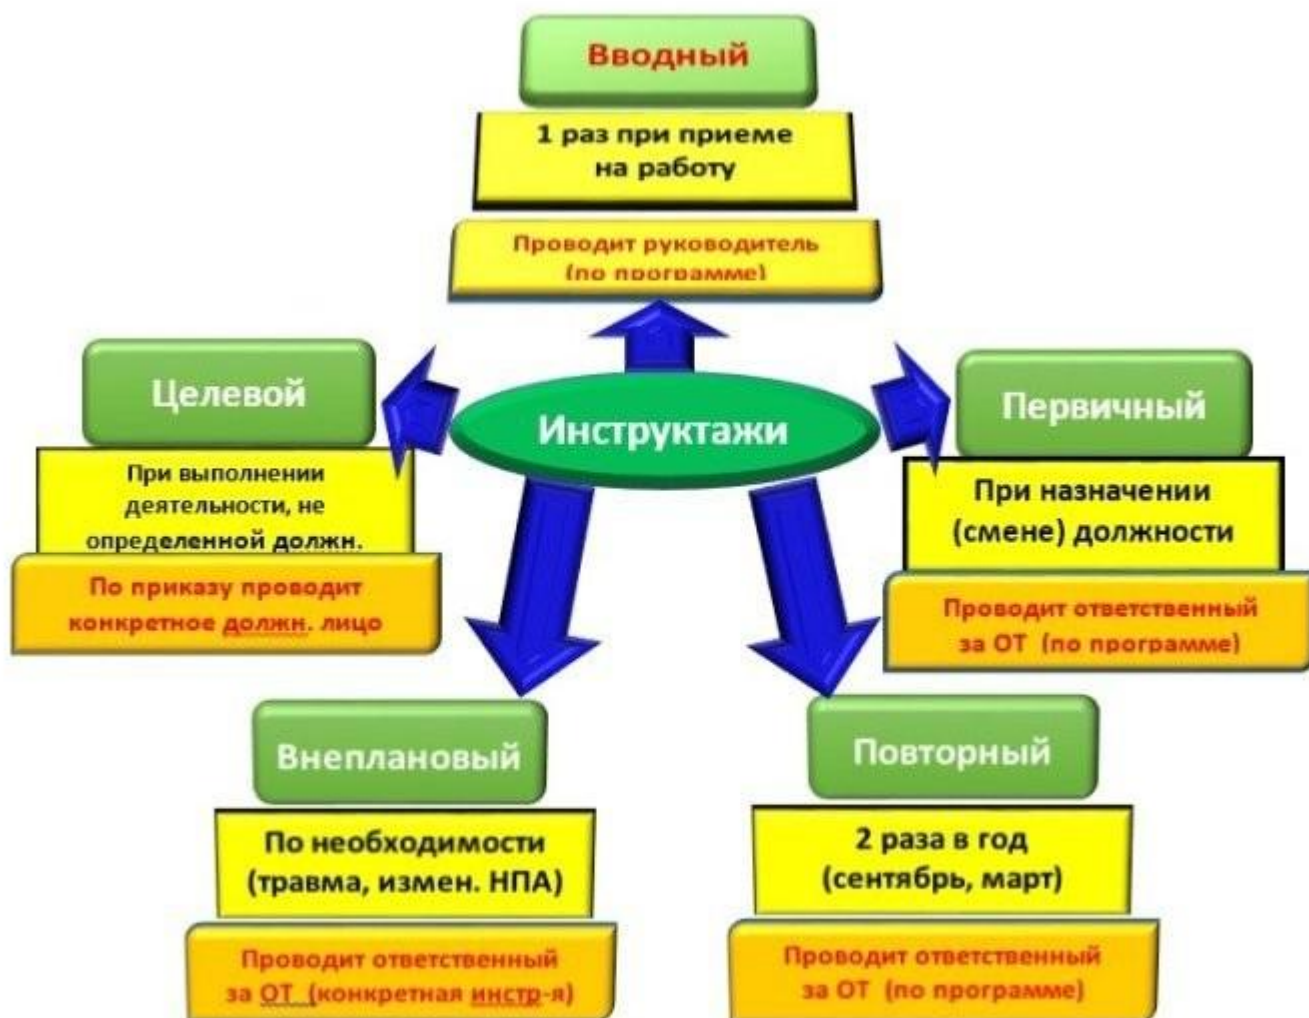 Вводный
1 раз при приеме
на работу
Проводит руководитель
(по программе)
Целевой
При выполнении
деятельности, не
определенной должн.
По приказу проводит
конкретное должн. лицо
Инструктажи
Первичный
При назначении
(смене) должности
Проводит ответственный
за ОТ (по программе)
Внеплановый
По необходимости
(травма, измен. НПА)
Проводит ответственный
за ОТ (конкретная инстр-я)
Повторный
2 раза в год
(сентябрь, март)
Проводит ответственный
за ОТ (по программе)